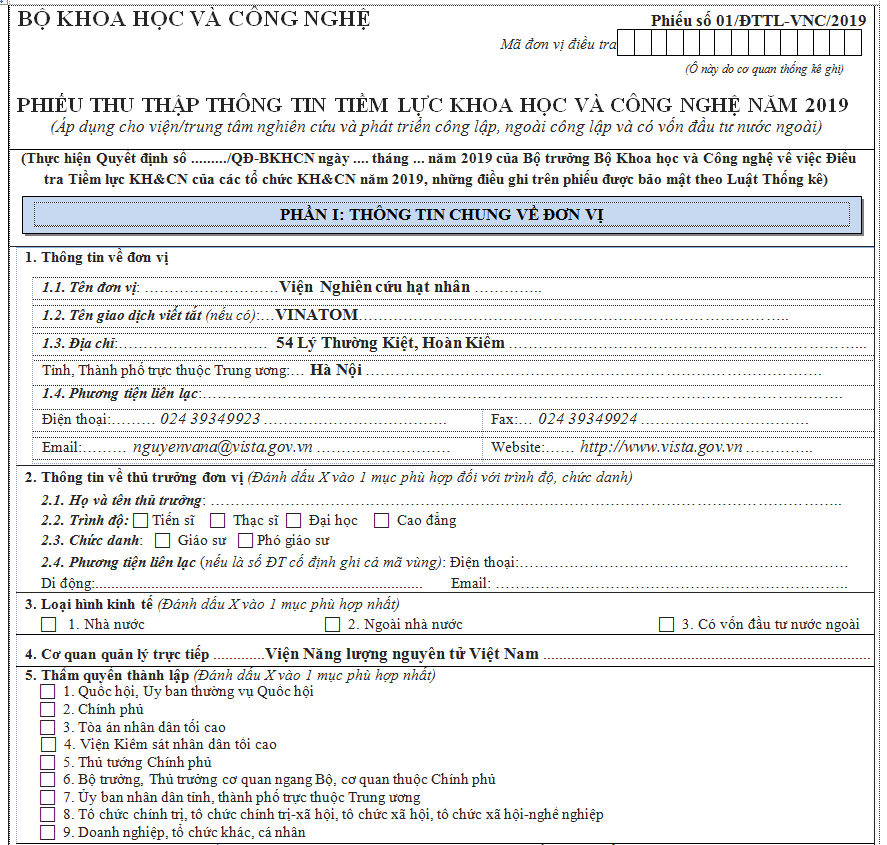 BỘ KHOA HỌC VÀ CÔNG NGHỆ
Phiếu số 01/ĐTTL-VNC/2019
Mã đơn vị điều tra
(Ô này do cơ quan thống kê ghi)
PHIẾU THU THẬP THÔNG TIN TIỀM LỰC KHOA HỌC VÀ CÔNG NGHỆ NĂM 2019
(Áp dụng cho viện/trung tâm nghiên cứu và phát triển công lập, ngoài công lập và có vốn đầu tư nước ngoài)
(Thực hiện Quyết định số ........./QĐ-BKHCN ngày .... tháng ... năm 2019 của Bộ trưởng Bộ Khoa học và Công nghệ về việc Điều
tra Tiềm lực KH&CN của các tổ chức KH&CN năm 2019, những điều ghi trên phiếu được bảo mật theo Luật Thống kê)
PHẦN I: THÔNG TIN CHUNG VỀ ĐƠN VỊ
1. Thông tin về đơn vị
1.1. Tên đơn vị: ……………………… Viện Nghiên cứu hạt nhân …………..
1.2. Tên giao dịch viết tắt (nếu có):…VINATOM……………………………………………………..
1.3. Địa chỉ:………………………… 54 Lý Thường Kiệt, Hoàn Kiếm ……………………………………………..
Tỉnh, Thành phố trực thuộc Trung ương:… Hà Nội ……………………………………………………………
1.4. Phương tiện liên lạc:……………………………………………………………………………………
Điện thoại:……… 024 39349923 ………………………………. Fax:… 024 39349924 …………………………….
Email:……… nguyenvana@vista.gov.vn ……………………… Website:…… http://www.vista.gov.vn …………..
2. Thông tin về thủ trưởng đơn vị (Đánh dấu X vào 1 mục phù hợp đối với trình độ, chức danh)
2.1. Họ và tên thủ trưởng: ……………………………………………………………………………………..
2.2. Trình độ: Tiến sĩ Thạc sĩ Đại học Cao đẳng
2.3. Chức danh: Giáo sư Phó giáo sư
2.4. Phương tiện liên lạc (nếu là số ĐT cố định ghi cả mã vùng): Điện thoại:……………………………………………
Di động:................................................................ Email: …………………………………………………..
3. Loại hình kinh tế (Đánh dấu X vào 1 mục phù hợp nhất)
1. Nhà nước 2. Ngoài nhà nước 3. Có vốn đầu tư nước ngoài
4. Cơ quan quản lý trực tiếp .............Viện Năng lượng nguyên tử Việt Nam ................................................
5. Thẩm quyền thành lập (Đánh dấu X vào 1 mục phù hợp nhất)
1. Quốc hội, Ủy ban thường vụ Quốc hội
2. Chính phủ
3. Tòa án nhân dân tối cao
4. Viện Kiểm sát nhân dân tối cao
5. Thủ tướng Chính phủ
6. Bộ trưởng, Thủ trưởng cơ quan ngang Bộ, cơ quan thuộc Chính phủ
7. Ủy ban nhân dân tỉnh, thành phố trực thuộc Trung ương
8. Tổ chức chính trị, tổ chức chính trị-xã hội, tổ chức xã hội, tổ chức xã hội-nghề nghiệp
9. Doanh nghiệp, tổ chức khác, cá nhân